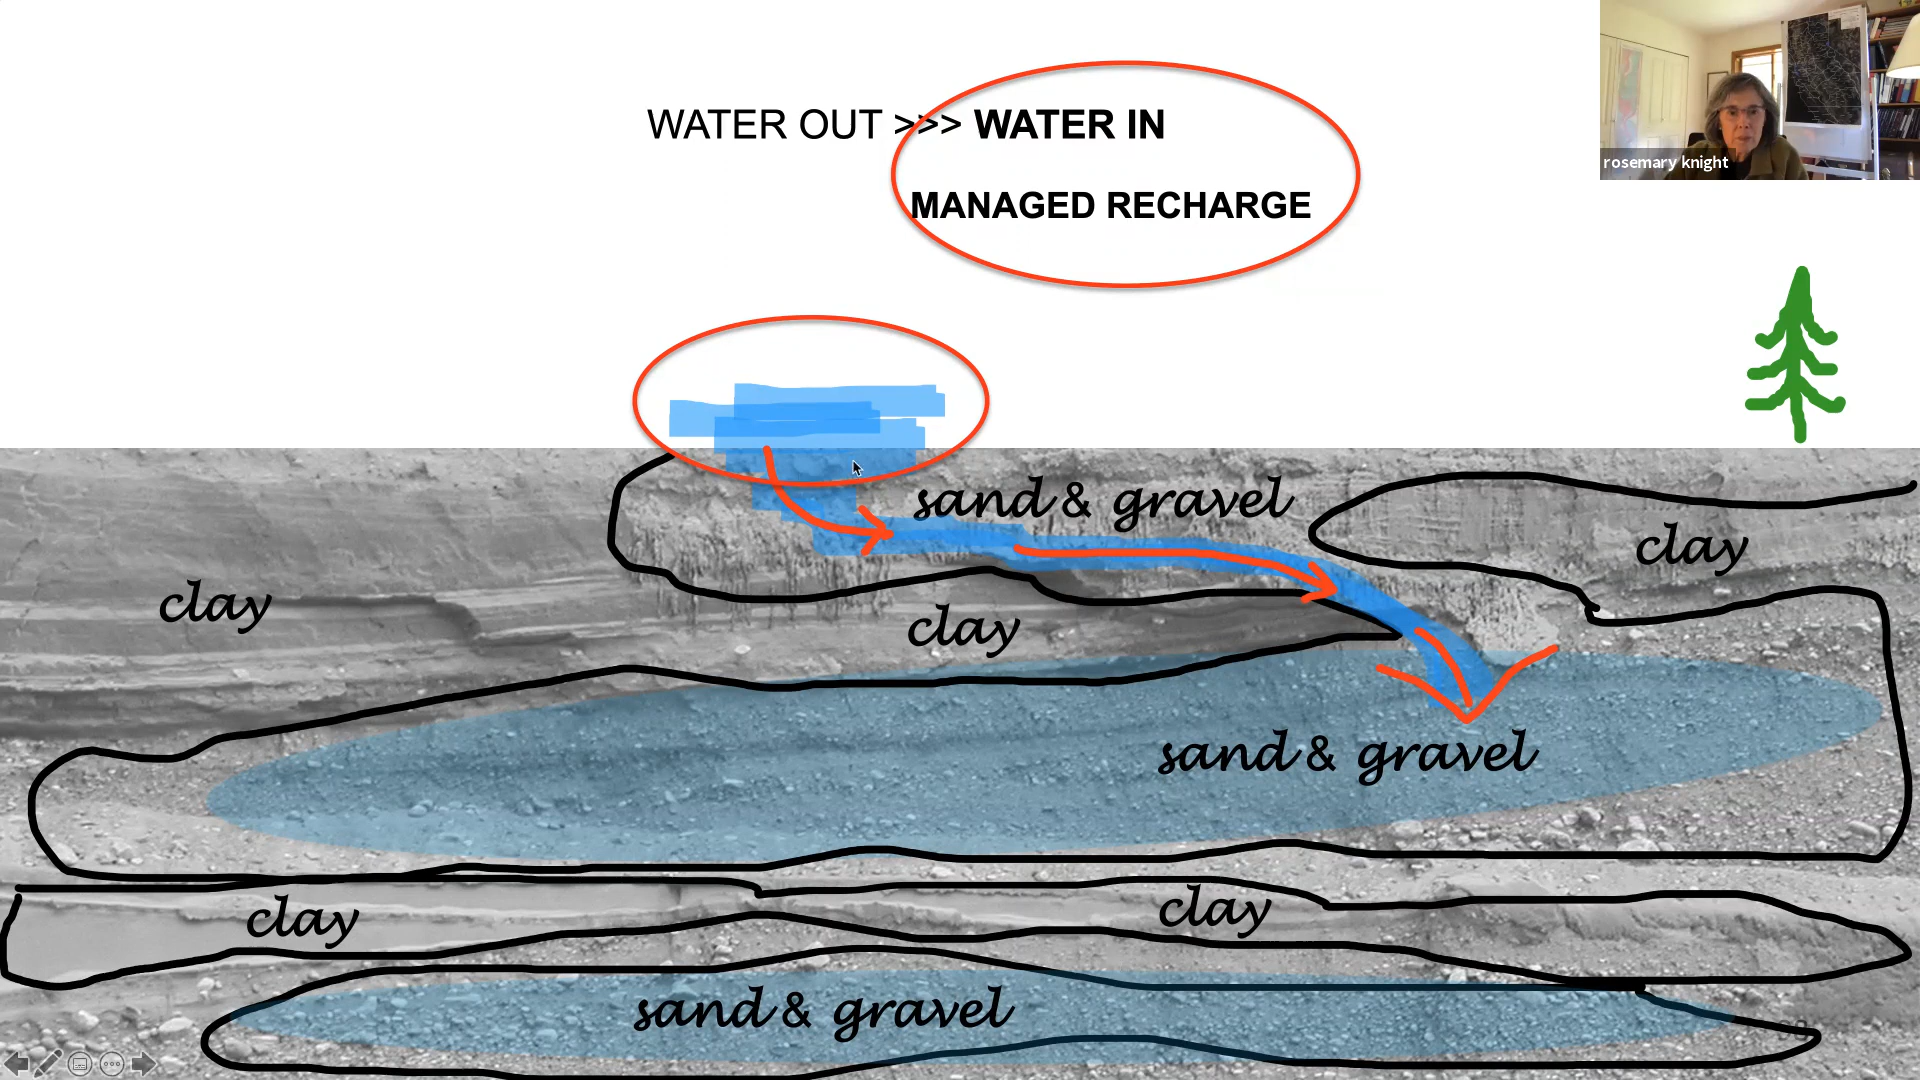 WATER OUT >>> WATER IN
rosemary knight
MANAGED RECHARGE
sand & gravel
clay
clay
clay
sand & gravel
clay
clay
sand & gravel